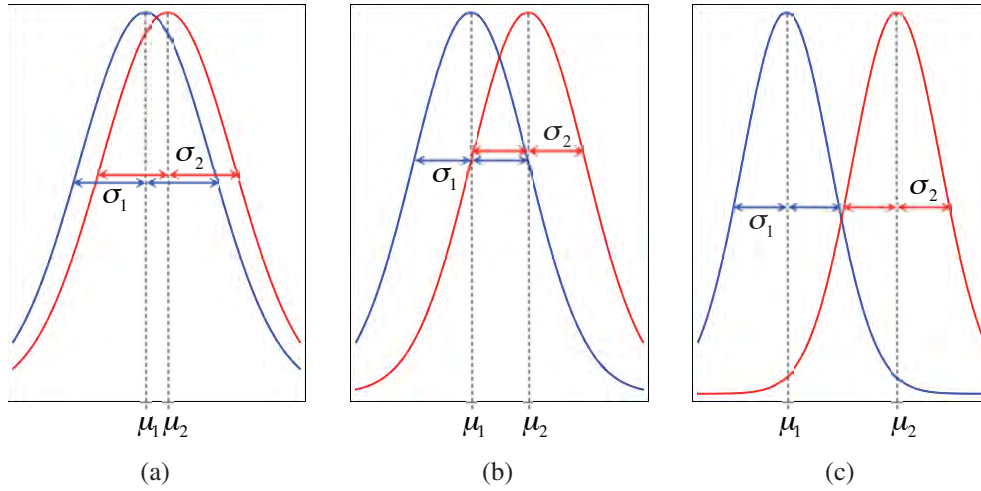 σ₁ σ₂
σ₁ σ₂
σ₁ σ₂
μ₁ μ₂
μ₁ μ₂
μ₁ μ₂
(a)
(b)
(c)